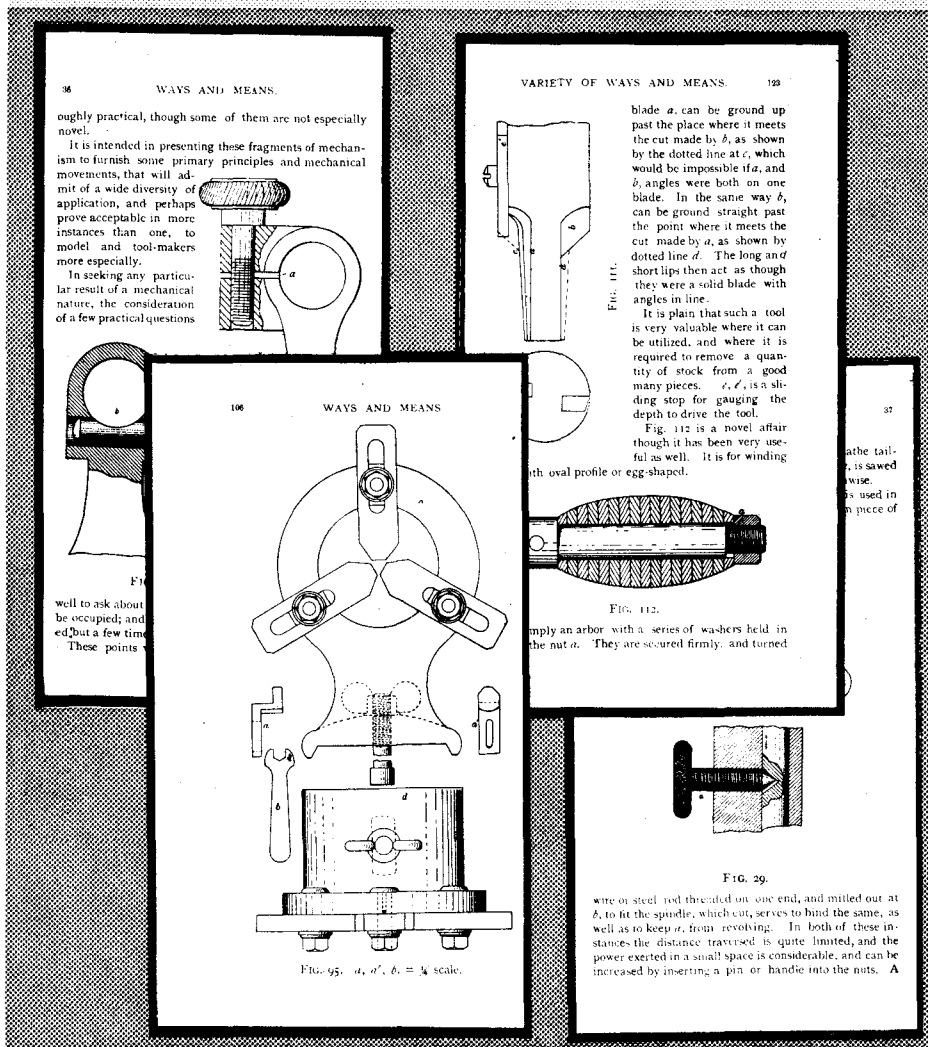 36 WAYS AND MEANS.
oughly practical, though some of them are not especially
novel.
It is intended in presenting these fragments of mechan-
ism to furnish some primary principles and mechanical
movements, that will ad-
mit of a wide diversity of
application, and perhaps
prove acceptable in more
instances than one, to
model and tool-makers
more especially.
In seeking any particu-
lar result of a mechanical
nature, the consideration
of a few practical questions
a
b
well to ask about
be occupied; and
ed, but a few time
These points
VARIETY OF WAYS AND MEANS. 123
blade a, can be ground up
past the place where it meets
the cut made by b, as shown
by the dotted line at c, which
would be impossible if a, and
b, angles were both on one
blade. In the same way b,
can be ground straight past
the point where it meets the
cut made by a, as shown by
dotted line d. The long and
short lips then act as though
they were a solid blade with
angles in line.
It is plain that such a tool
is very valuable where it can
be utilized, and where it is
required to remove a quan-
tity of stock from a good
many pieces. e, e', is a sli-
ding stop for gauging the
depth to drive the tool.
Fig. 112 is a novel affair
though it has been very use-
ful as well. It is for winding
ith oval profile or egg-shaped.
FIG. 111.
b
a
FIG. 112.
mply an arbor with a series of washers held in
the nut a. They are secured firmly, and turned
106 WAYS AND MEANS
a
a
b
d
FIG. 95. a, a', b, = ¼ scale.
37
athe tail-
, is sawed
wise.
is used in
n piece of
a
FIG. 29.
wire or steel rod threaded on one end, and milled out at
b, to fit the spindle, which cut, serves to bind the same, as
well as to keep a, from revolving. In both of these in-
stances the distance traversed is quite limited, and the
power exerted in a small space is considerable, and can be
increased by inserting a pin or handle into the nuts. A